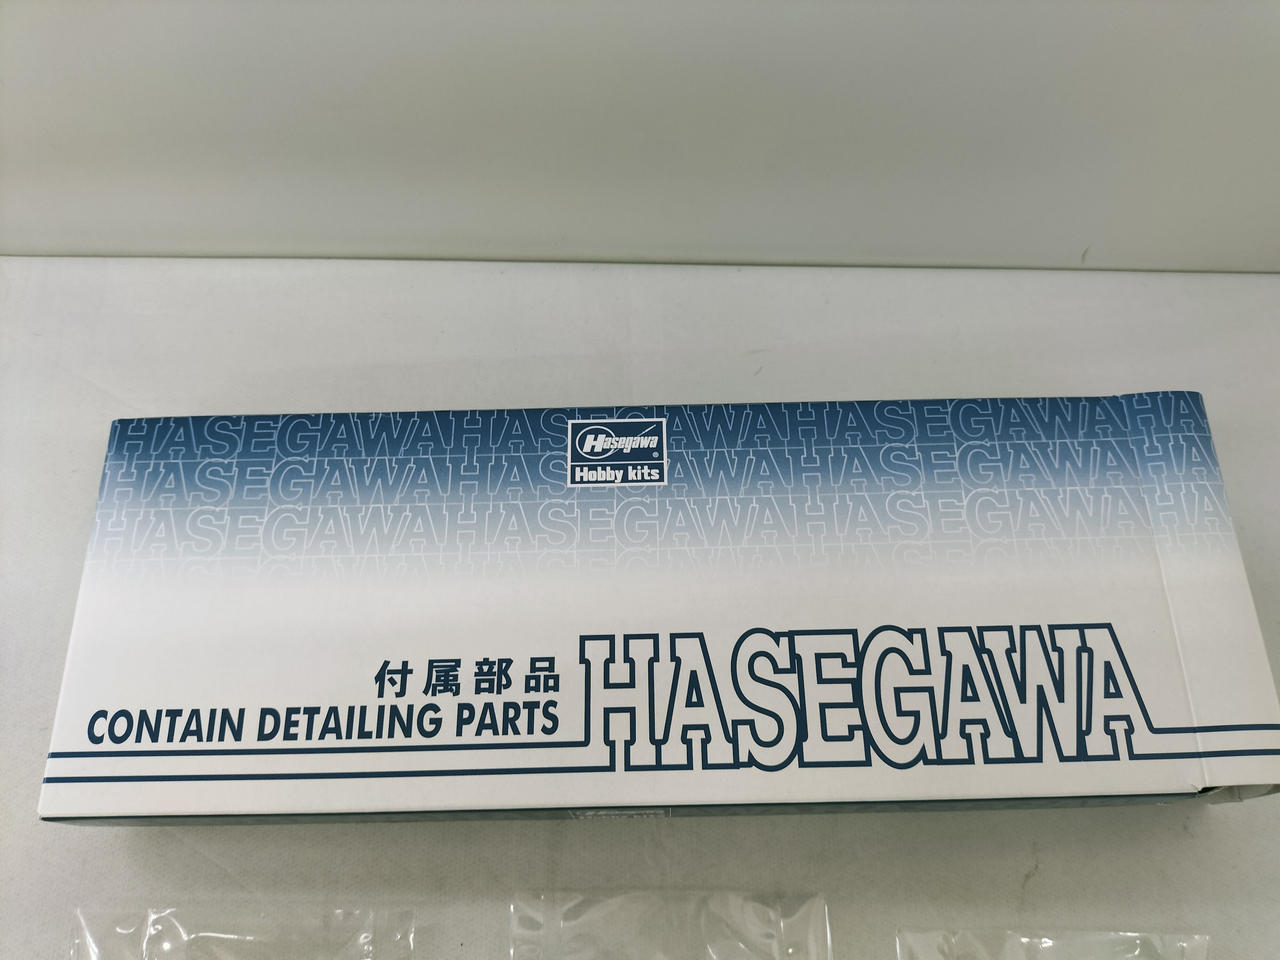 HASEGAWAHASEGAWAHASEGAWAHA
HASEGAWAHASEGAWAHASEGAWAHA
HASEGAWAHASEGAWAHASEGAWAHA
Hasegawa®
Hobby kits
付属部品
CONTAIN DETAILING PARTS
HASEGAWA